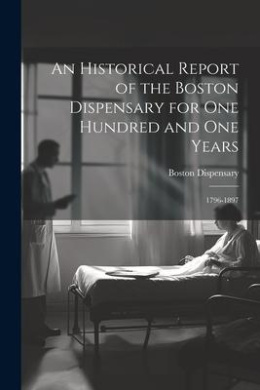 An Historical Report
of the Boston
Dispensary for One
Hundred and One
Years
Boston Dispensary
1796-1897